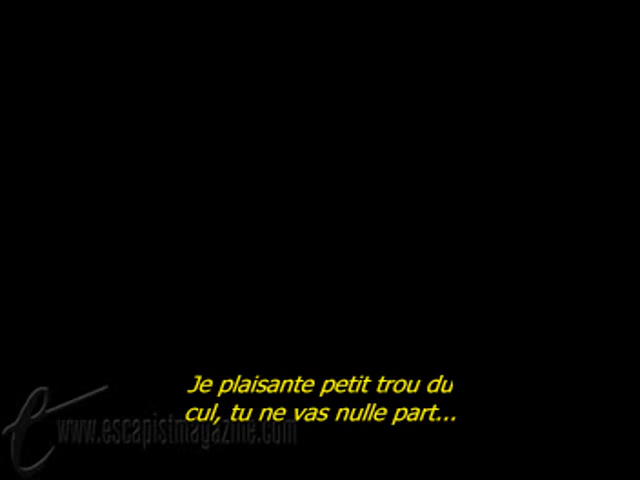 Je plaisante petit trou du
cul, tu ne vas nulle part...
www.escapistmagazine.com